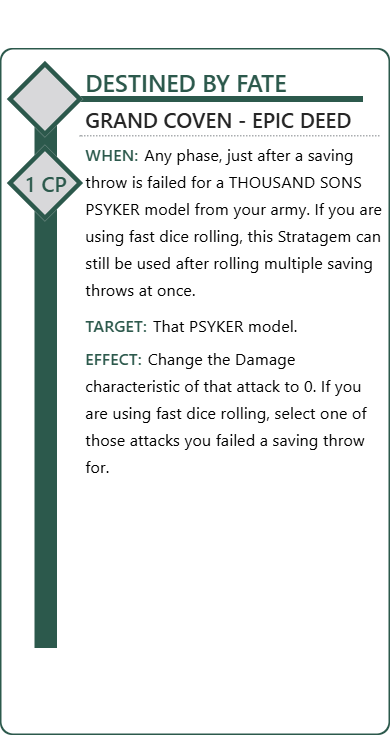 DESTINED BY FATE
GRAND COVEN - EPIC DEED
WHEN: Any phase, just after a saving
1 CP
throw is failed for a THOUSAND SONS
PSYKER model from your army. If you are
using fast dice rolling, this Stratagem can
still be used after rolling multiple saving
throws at once.
TARGET: That PSYKER model.
EFFECT: Change the Damage
characteristic of that attack to 0. If you
are using fast dice rolling, select one of
those attacks you failed a saving throw
for.